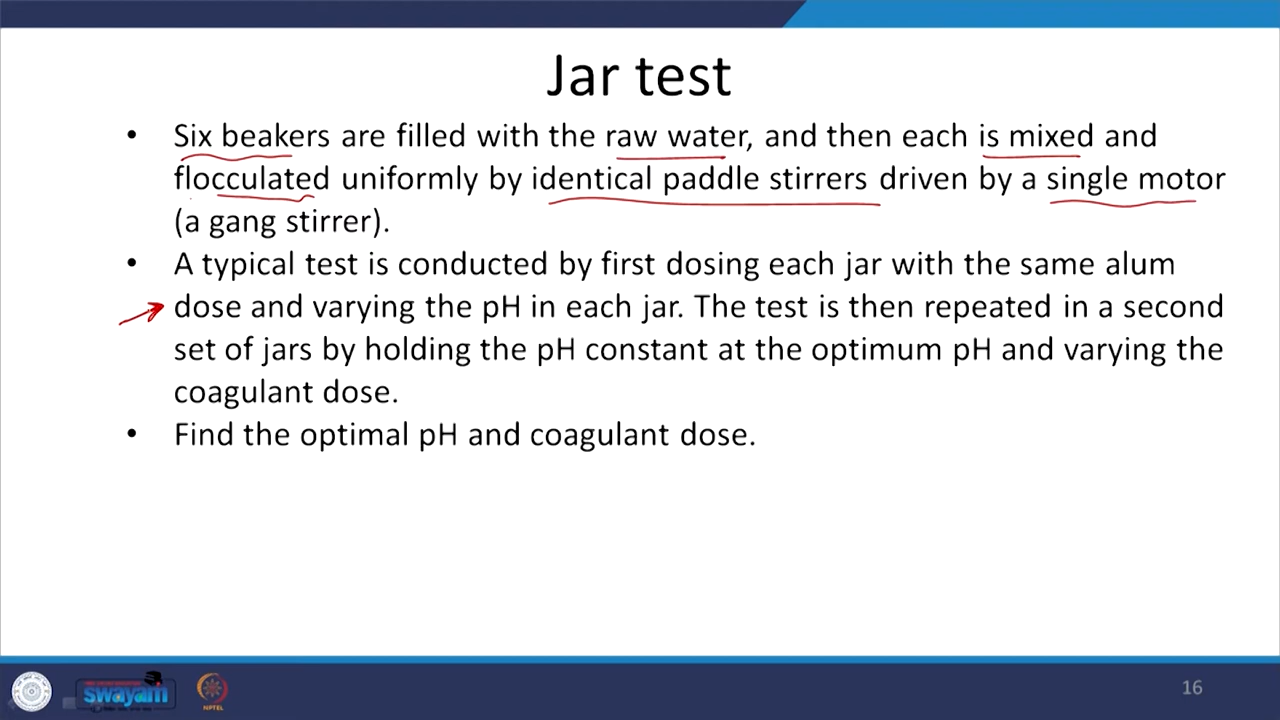 Jar test
• Six beakers are filled with the raw water, and then each is mixed and
flocculated uniformly by identical paddle stirrers driven by a single motor
(a gang stirrer).
• A typical test is conducted by first dosing each jar with the same alum
dose and varying the pH in each jar. The test is then repeated in a second
set of jars by holding the pH constant at the optimum pH and varying the
coagulant dose.
• Find the optimal pH and coagulant dose.
swayam
NPTEL
16